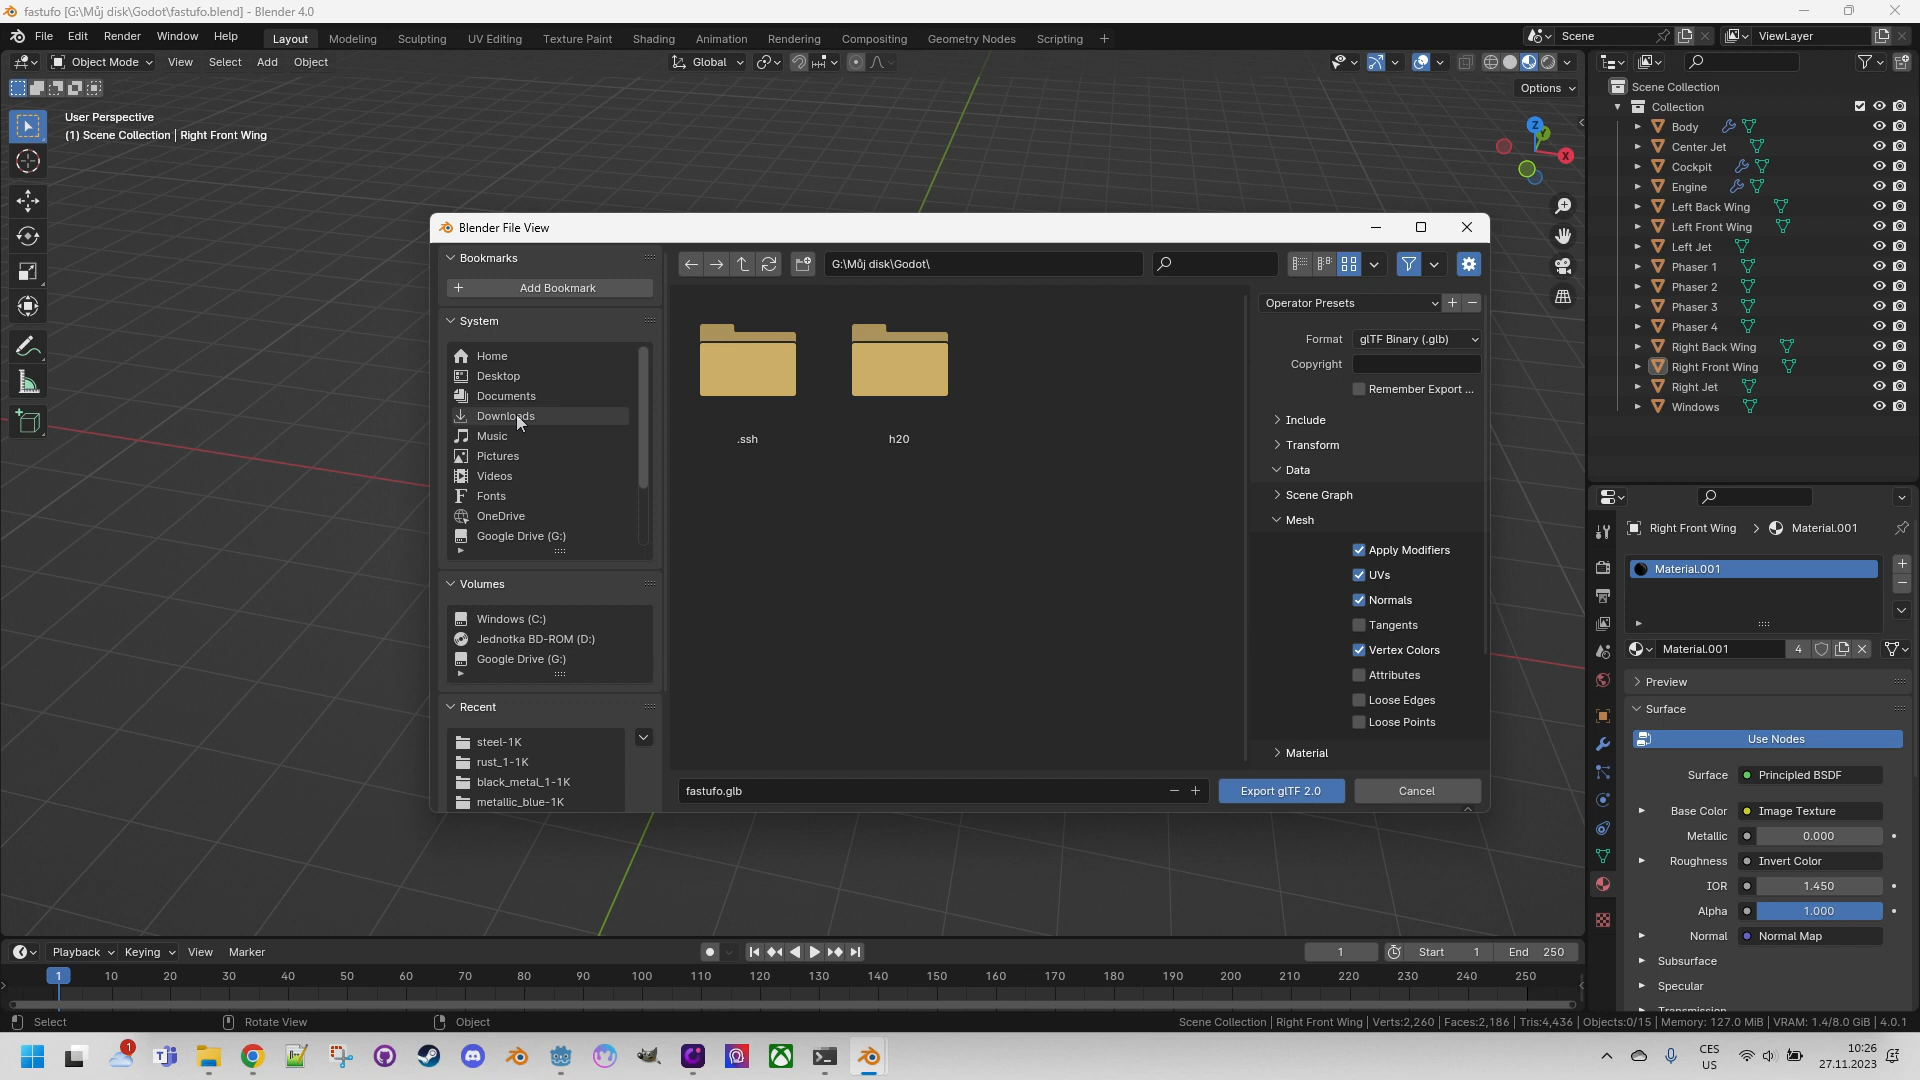 fastufo [G:\Můj disk\Godot\fastufo.blend] - Blender 4.0
File Edit Render Window Help Layout Modeling Sculpting UV Editing Texture Paint Shading Animation Rendering Compositing Geometry Nodes Scripting + Scene ViewLayer
Object Mode View Select Add Object Global
Options
User Perspective
(1) Scene Collection | Right Front Wing
Z
Y
X
Scene Collection
Collection
Body
Center Jet
Cockpit
Engine
Left Back Wing
Left Front Wing
Left Jet
Phaser 1
Phaser 2
Phaser 3
Phaser 4
Right Back Wing
Right Front Wing
Right Jet
Windows
Blender File View
Bookmarks
Add Bookmark
System
Home
Desktop
Documents
Downloads
Music
Pictures
Videos
Fonts
OneDrive
Google Drive (G:)
Volumes
Windows (C:)
Jednotka BD-ROM (D:)
Google Drive (G:)
Recent
steel-1K
rust_1-1K
black_metal_1-1K
metallic_blue-1K
G:\Můj disk\Godot\
.ssh
h20
Operator Presets
Format glTF Binary (.glb)
Copyright
Remember Export ...
Include
Transform
Data
Scene Graph
Mesh
Apply Modifiers
UVs
Normals
Tangents
Vertex Colors
Attributes
Loose Edges
Loose Points
Material
fastufo.glb
Export glTF 2.0
Cancel
Right Front Wing Material.001
Material.001
Material.001 4
Preview
Surface
Use Nodes
Surface Principled BSDF
Base Color Image Texture
Metallic 0.000
Roughness Invert Color
IOR 1.450
Alpha 1.000
Normal Normal Map
Subsurface
Specular
Transmission
Playback Keying View Marker 1 Start 1 End 250
1 10 20 30 40 50 60 70 80 90 100 110 120 130 140 150 160 170 180 190 200 210 220 230 240 250
Select Rotate View Object Scene Collection | Right Front Wing | Verts:2,260 | Faces:2,186 | Tris:4,436 | Objects:0/15 | Memory: 127.0 MiB | VRAM: 1.4/8.0 GiB | 4.0.1
1
CES
US
10:26
27.11.2023